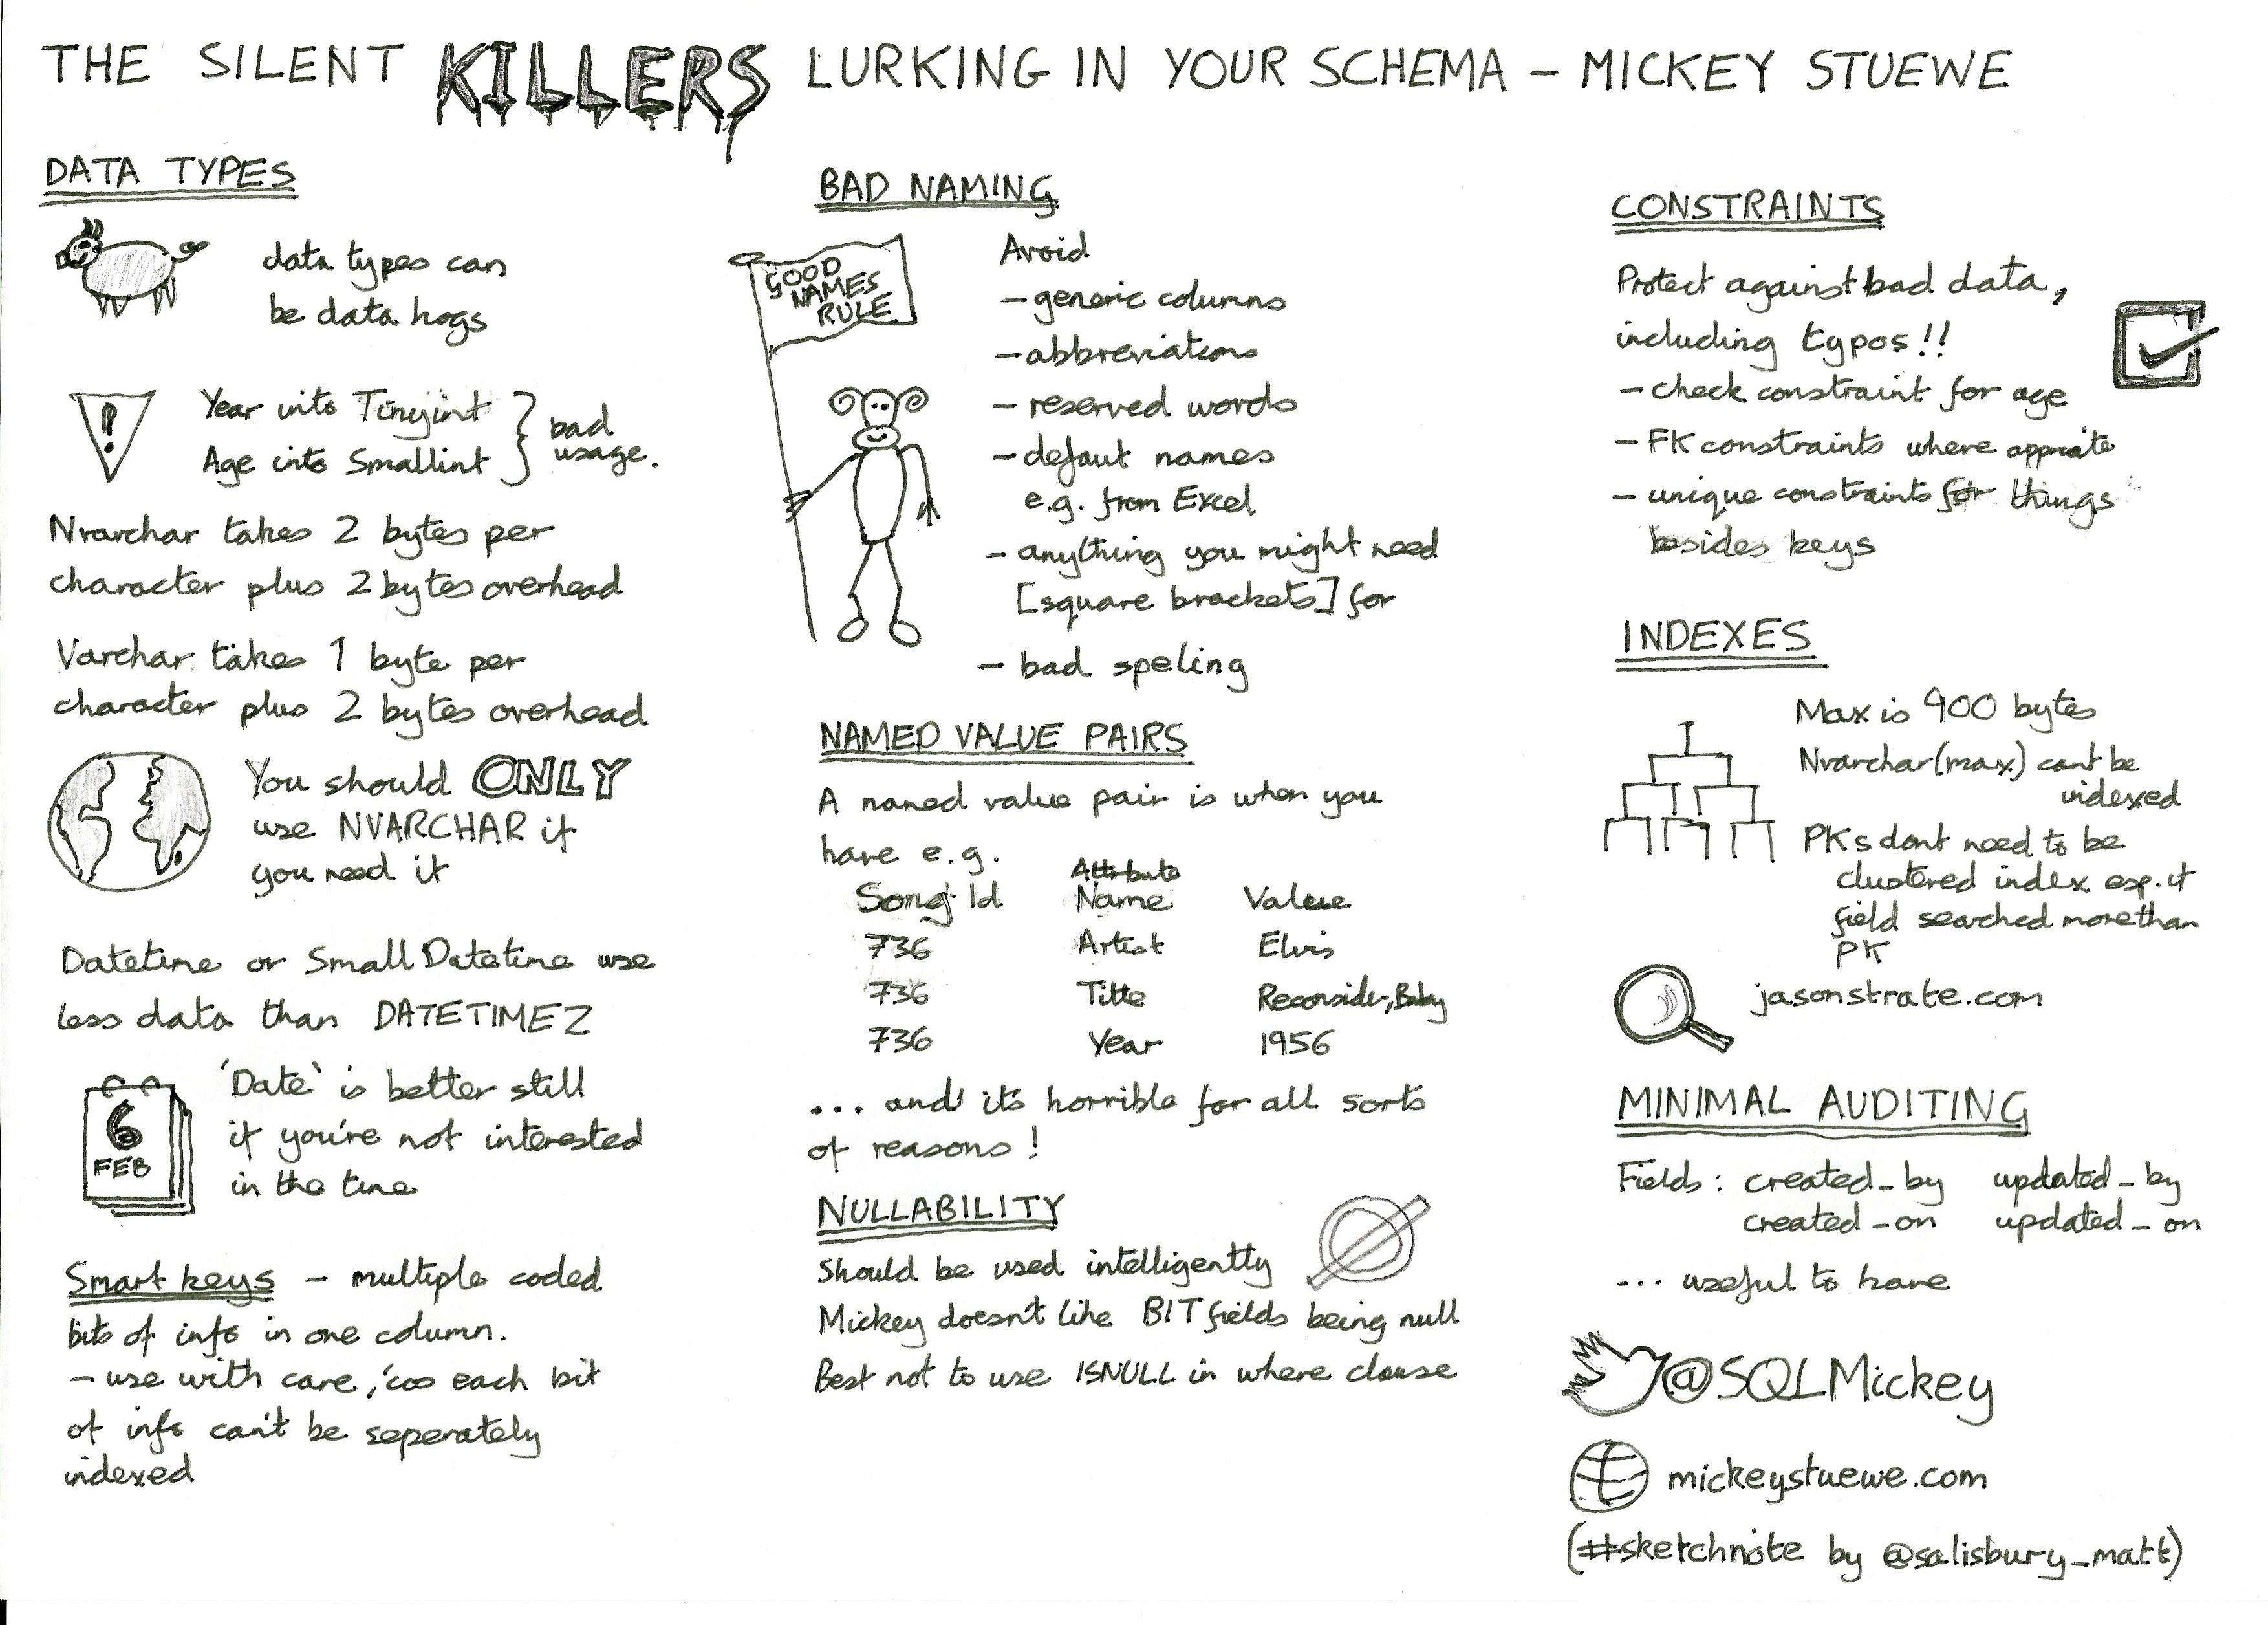 THE SILENT KILLERS LURKING IN YOUR SCHEMA – MICKEY STUEWE
DATA TYPES
data types can
be data hogs
!
Year into Tinyint
Age into Smallint
bad
usage.
Nvarchar takes 2 bytes per
character plus 2 bytes overhead
Varchar takes 1 byte per
character plus 2 bytes overhead
You should ONLY
use NVARCHAR if
you need it
Datetime or SmallDatetime use
less data than DATETIME2
6
FEB
'Date' is better still
if you're not interested
in the time
Smart keys – multiple coded
bits of info in one column.
– use with care, 'cos each bit
of info can't be seperately
indexed
BAD NAMING
GOOD
NAMES
RULE
Avoid
– generic columns
– abbreviations
– reserved words
– defaut names
e.g. from Excel
– anything you might need
[square brackets] for
– bad speling
NAMED VALUE PAIRS
A named value pair is when you
have e.g.
Attribute
Song Id Name Value
736 Artist Elvis
736 Title Reconsider, Baby
736 Year 1956
... and it's horrible for all sorts
of reasons!
NULLABILITY
Should be used intelligently
Mickey doesn't like BIT fields being null
Best not to use ISNULL in where clause
CONSTRAINTS
Protect against bad data,
including typos!!
– check constraint for age
– FK constraints where
– unique constraints for things
besides keys
INDEXES
Max is 900 bytes
Nvarchar(max) cant be
indexed
PKs dont need to be
clustered index esp. if
field searched more than
PK
jasonstrate.com
MINIMAL AUDITING
Fields: created_by updated_by
created_on updated_on
... useful to have
@SQLMickey
mickeystuewe.com
(#sketchnote by @salisbury_matt)